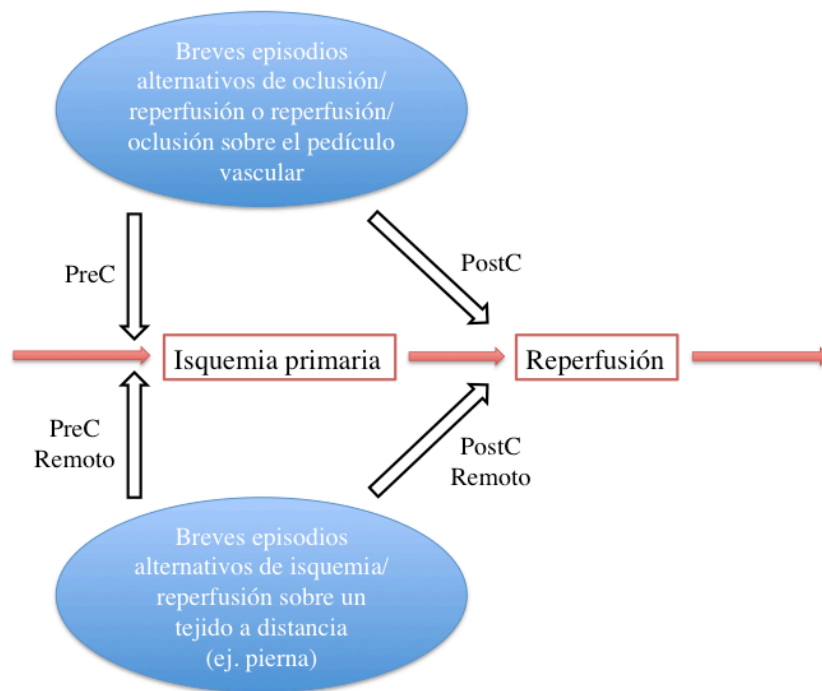 Breves episodios
alternativos de oclusión/
reperfusión o reperfusión/
oclusión sobre el pedículo
vascular
PreC
PostC
Isquemia primaria
Reperfusión
PreC
Remoto
PostC
Remoto
Breves episodios
alternativos de isquemia/
reperfusión sobre un
tejido a distancia
(ej. pierna)